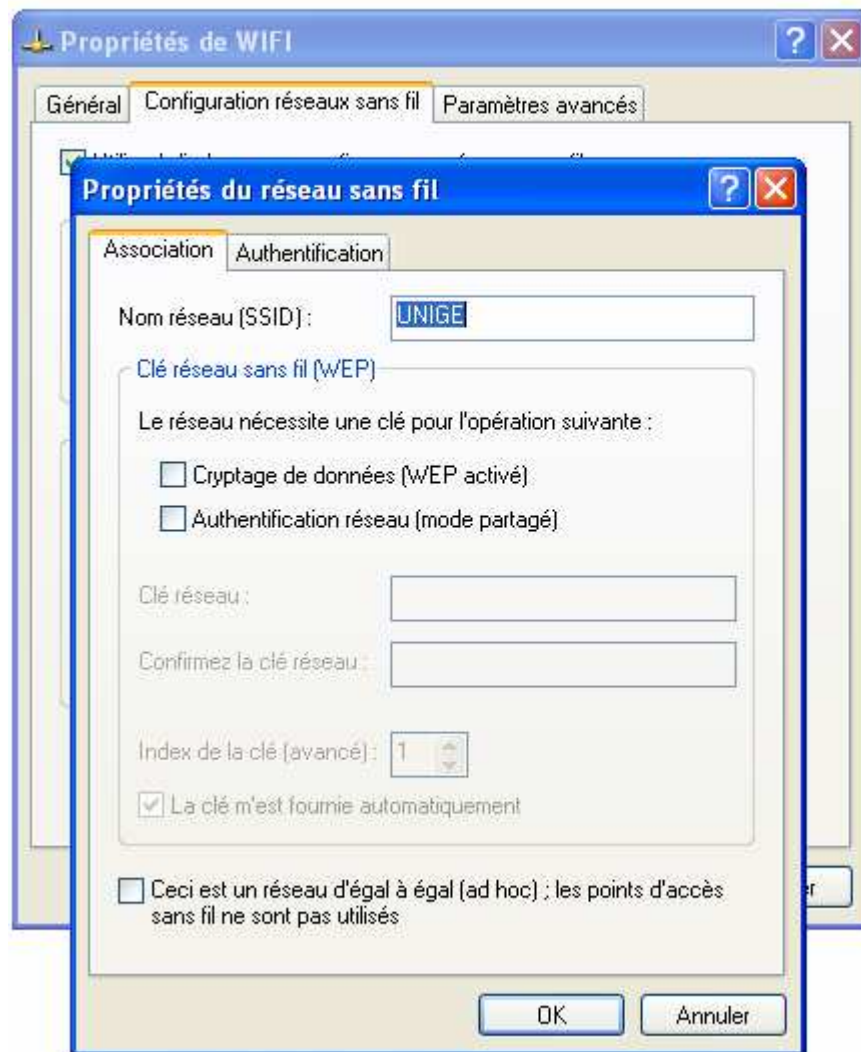 Propriétés de WIFI
Général
Configuration réseaux sans fil
Paramètres avancés
Propriétés du réseau sans fil
Association
Authentification
Nom réseau (SSID) :
UNIGE
Clé réseau sans fil (WEP)
Le réseau nécessite une clé pour l'opération suivante :
Cryptage de données (WEP activé)
Authentification réseau (mode partagé)
Clé réseau :
Confirmez la clé réseau :
Index de la clé (avancé) :
1
La clé m'est fournie automatiquement
Ceci est un réseau d'égal à égal (ad hoc) ; les points d'accès
sans fil ne sont pas utilisés
OK
Annuler